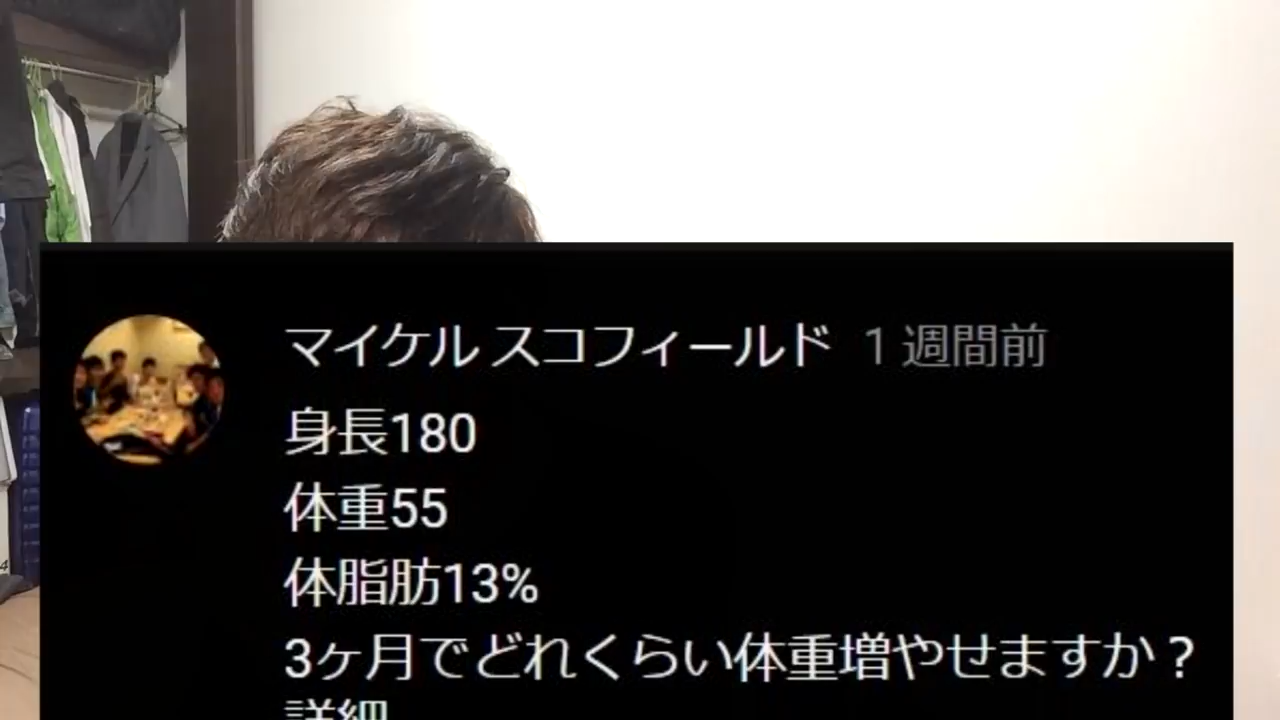 マイケル スコフィールド 1 週間前
身長180
体重55
体脂肪13%
3ヶ月でどれくらい体重増やせますか？
詳細